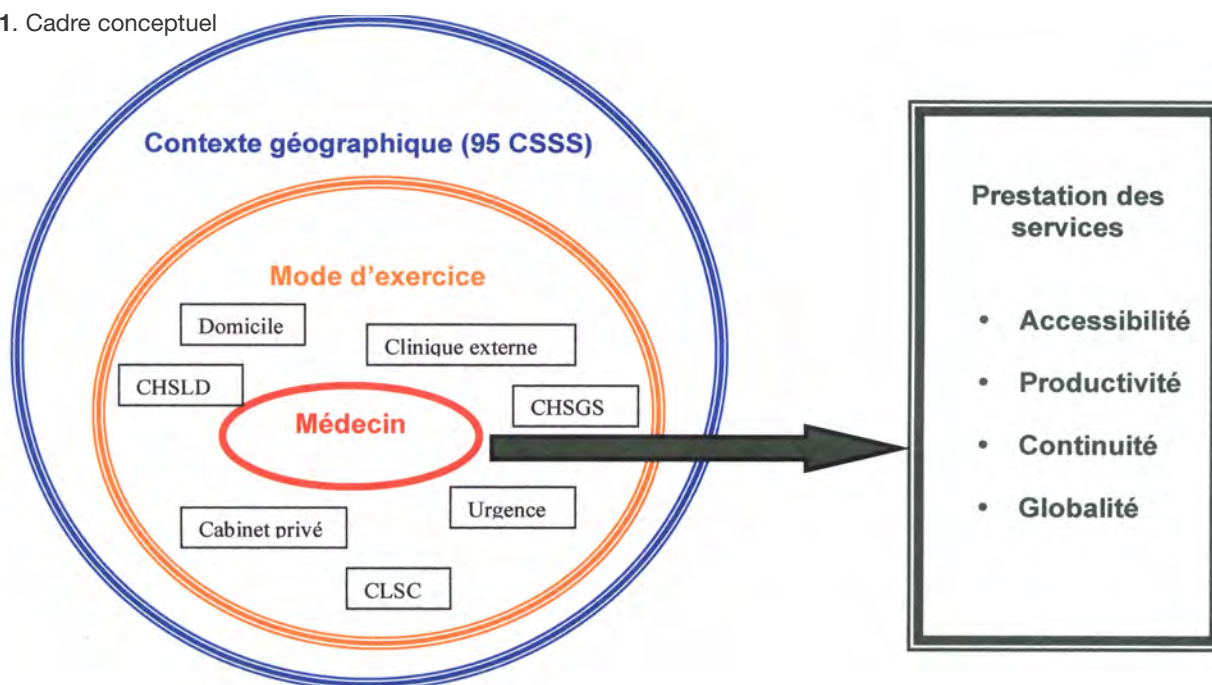 1. Cadre conceptuel
Contexte géographique (95 CSSS)
Mode d'exercice
Domicile
Clinique externe
CHSLD
CHSGS
Médecin
Urgence
Cabinet privé
CLSC
Prestation des
services
• Accessibilité
• Productivité
• Continuité
• Globalité